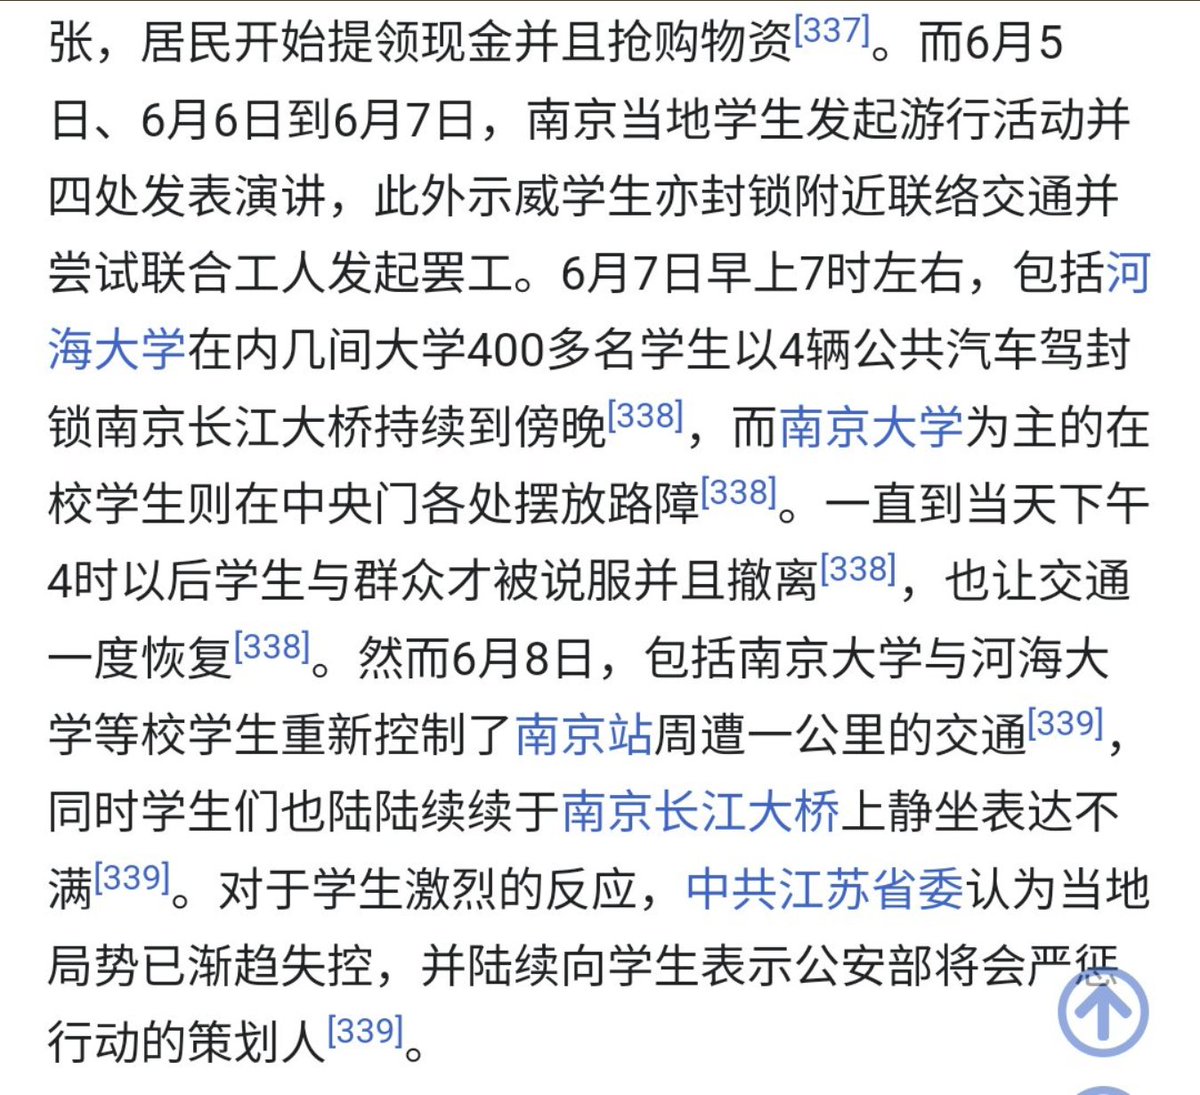 张，居民开始提领现金并且抢购物资[337]。而6月5
日、6月6日到6月7日，南京当地学生发起游行活动并
四处发表演讲，此外示威学生亦封锁附近联络交通并
尝试联合工人发起罢工。6月7日早上7时左右，包括河
海大学在内几间大学400多名学生以4辆公共汽车驾封
锁南京长江大桥持续到傍晚[338]，而南京大学为主的在
校学生则在中央门各处摆放路障[338]。一直到当天下午
4时以后学生与群众才被说服并且撤离[338]，也让交通
一度恢复[338]。然而6月8日，包括南京大学与河海大
学等校学生重新控制了南京站周遭一公里的交通[339]，
同时学生们也陆陆续续于南京长江大桥上静坐表达不
满[339]。对于学生激烈的反应，中共江苏省委认为当地
局势已渐趋失控，并陆续向学生表示公安部将会严惩
行动的策划人[339]。